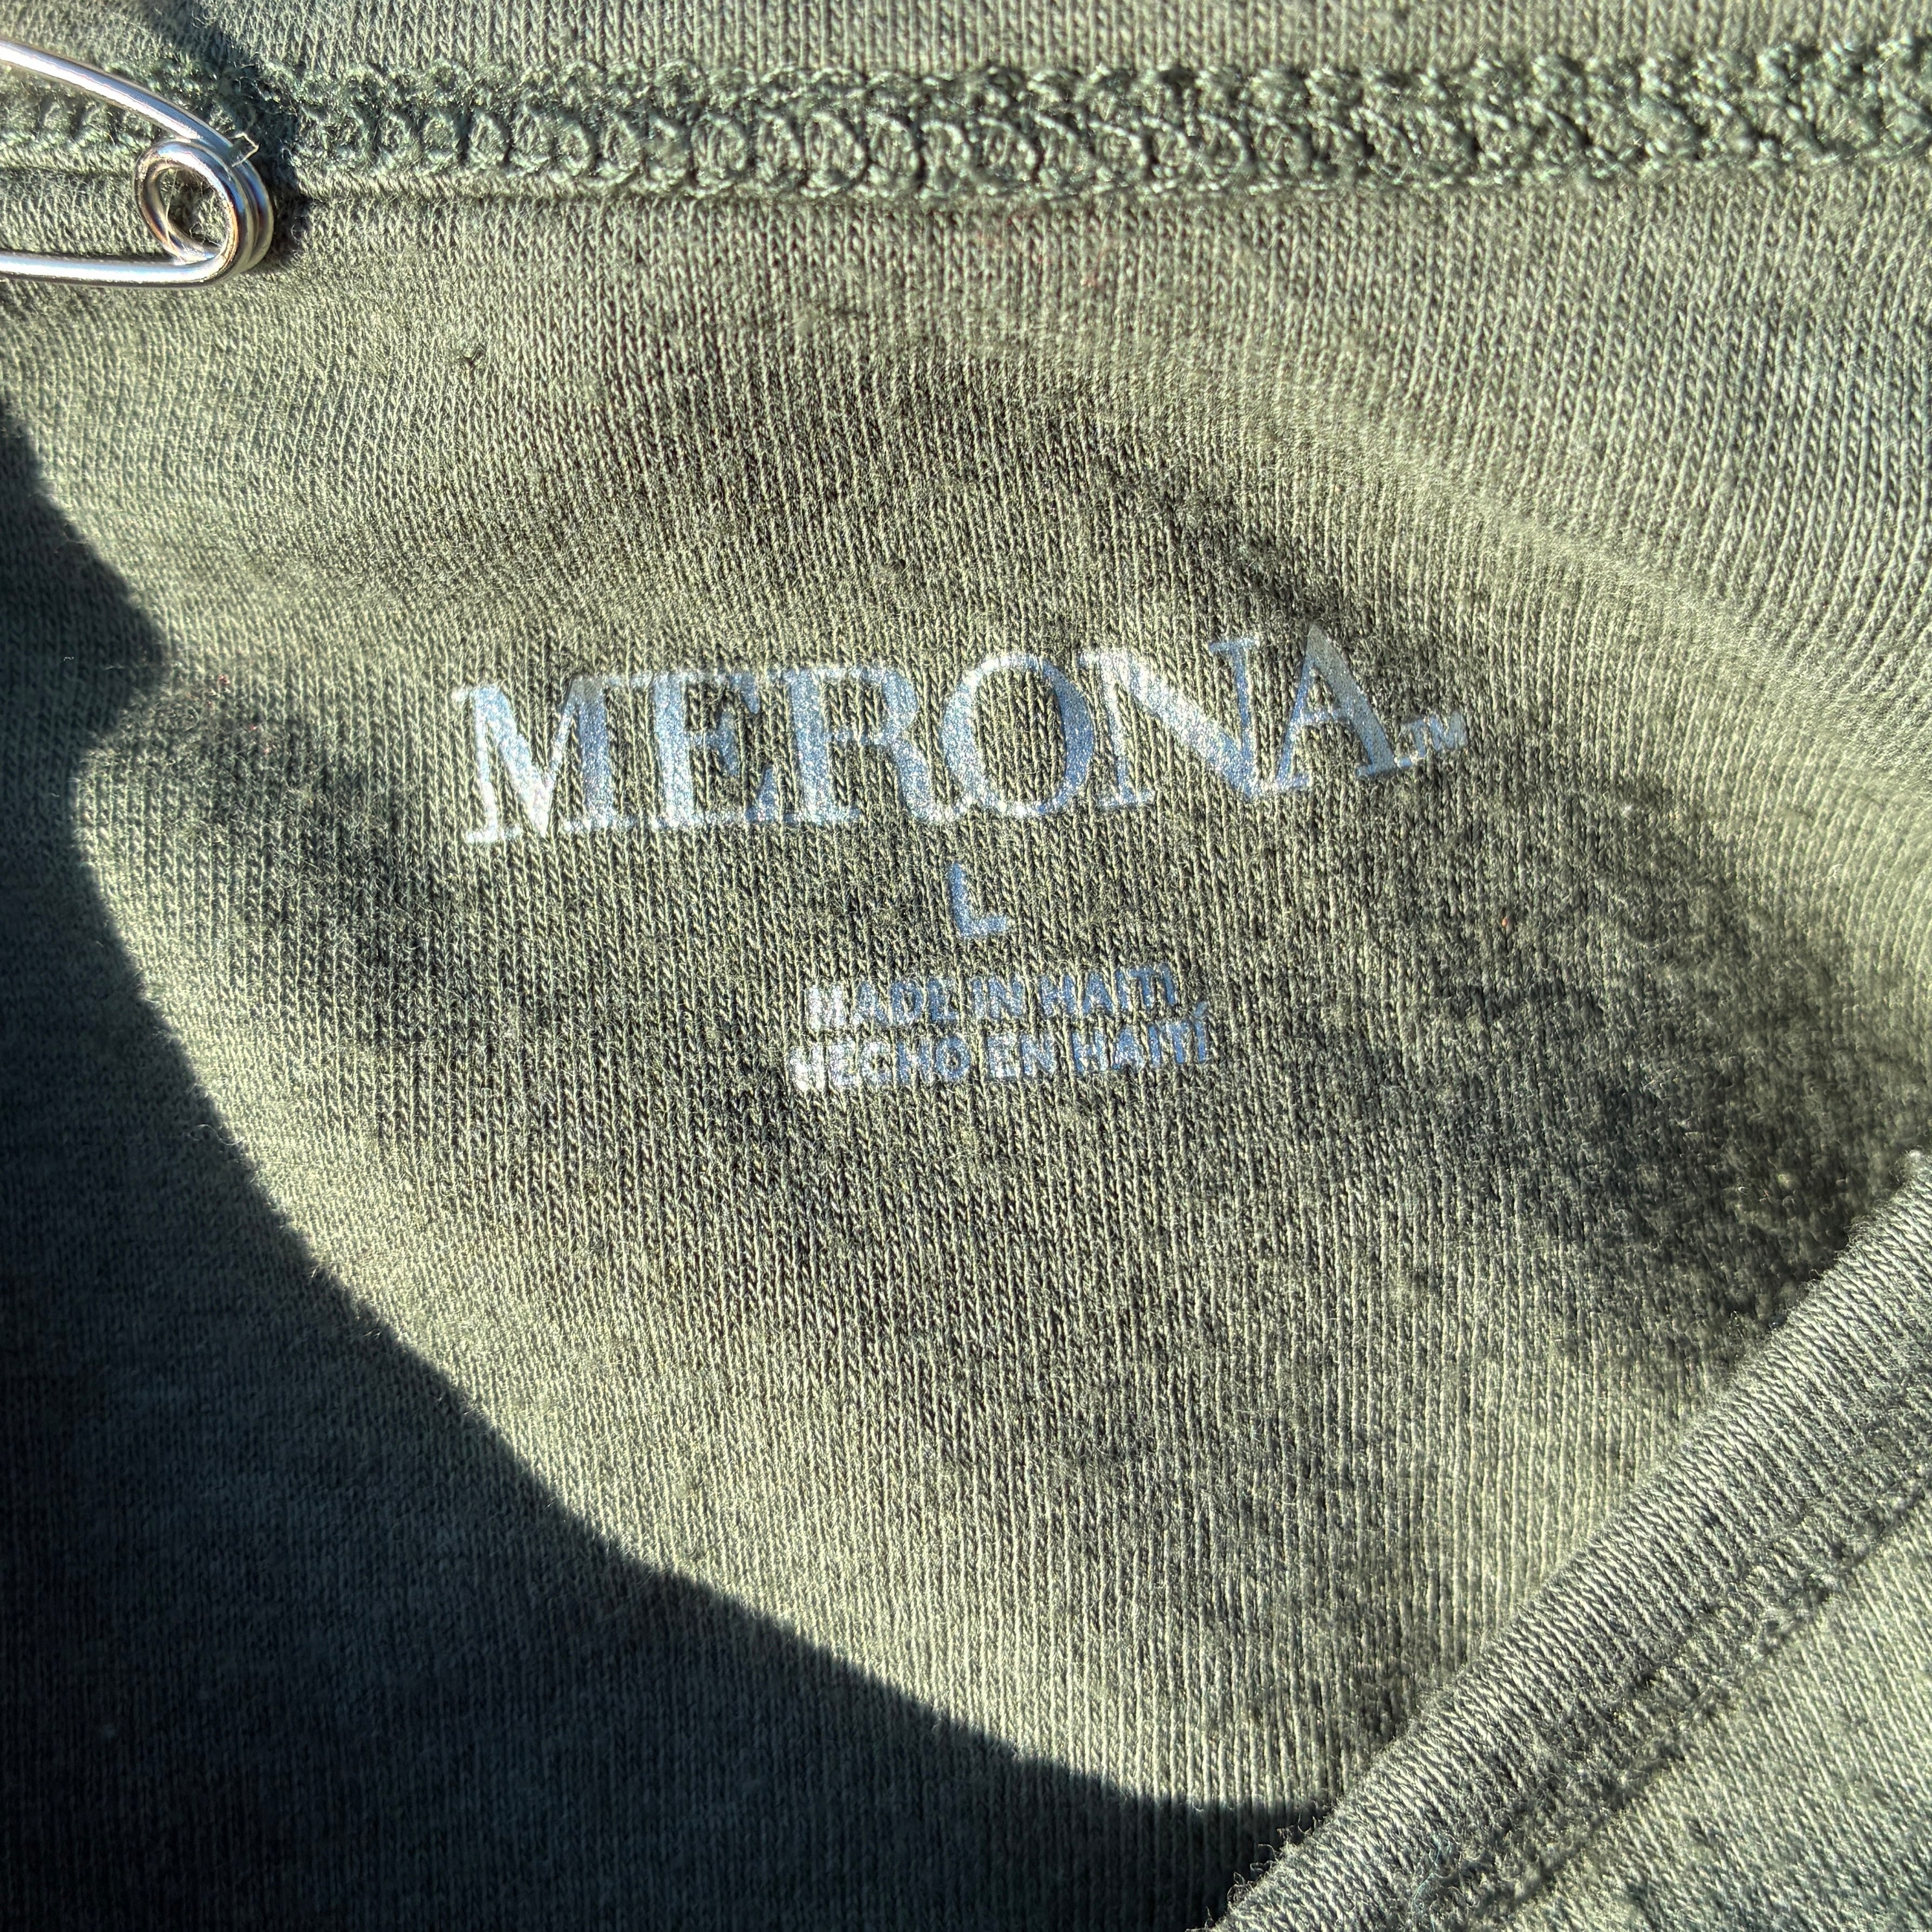 MERONA™
L
MADE IN HAITI
HECHO EN HAITÍ